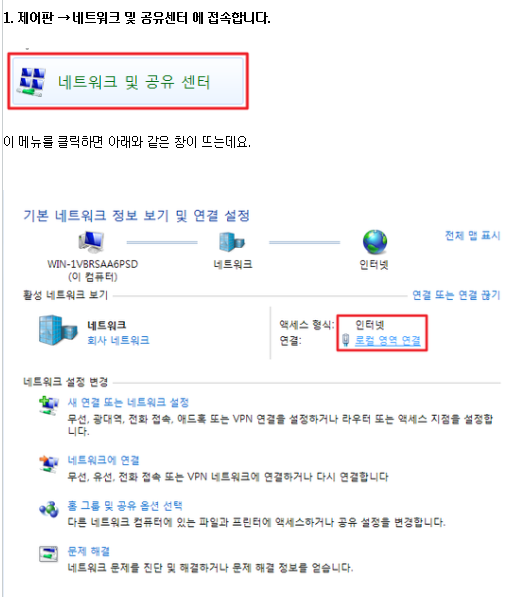 1. 제어판 → 네트워크 및 공유센터 에 접속합니다.
네트워크 및 공유 센터
이 메뉴를 클릭하면 아래와 같은 창이 뜨는데요.
기본 네트워크 정보 보기 및 연결 설정
전체 맵 표시
WIN-1V8RSAA6PSD
(이 컴퓨터)
네트워크
인터넷
활성 네트워크 보기
연결 또는 연결 끊기
네트워크
회사 네트워크
액세스 형식: 인터넷
연결: 로컬 영역 연결
네트워크 설정 변경
새 연결 또는 네트워크 설정
무선, 광대역, 전화 접속, 애드혹 또는 VPN 연결을 설정하거나 라우터 또는 액세스 지점을 설정합
니다.
네트워크에 연결
무선, 유선, 전화 접속 또는 VPN 네트워크에 연결하거나 다시 연결합니다
홈 그룹 및 공유 옵션 선택
다른 네트워크 컴퓨터에 있는 파일과 프린터에 액세스하거나 공유 설정을 변경합니다.
문제 해결
네트워크 문제를 진단 및 해결하거나 문제 해결 정보를 얻습니다.